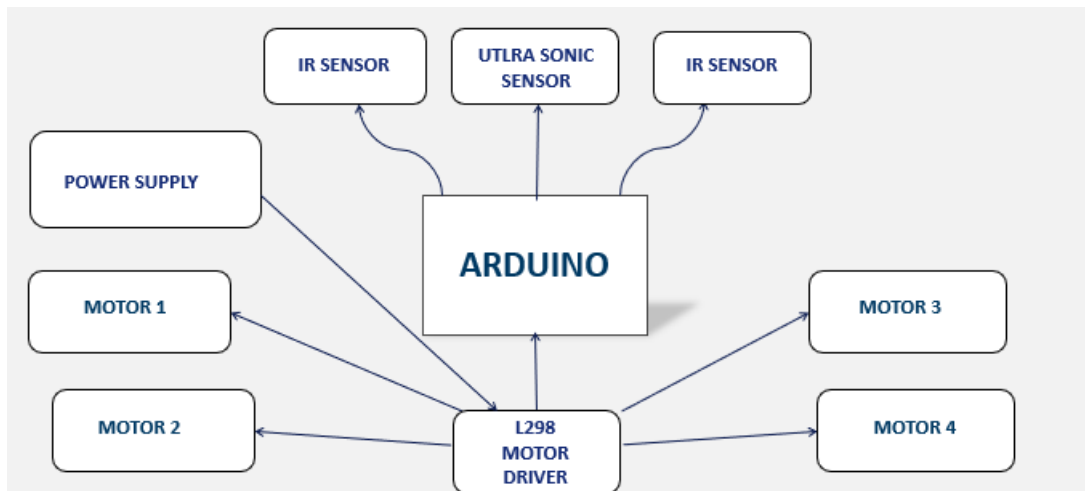 IR SENSOR
UTLRA SONIC
SENSOR
IR SENSOR
POWER SUPPLY
ARDUINO
MOTOR 1
MOTOR 3
MOTOR 2
L298
MOTOR
DRIVER
MOTOR 4